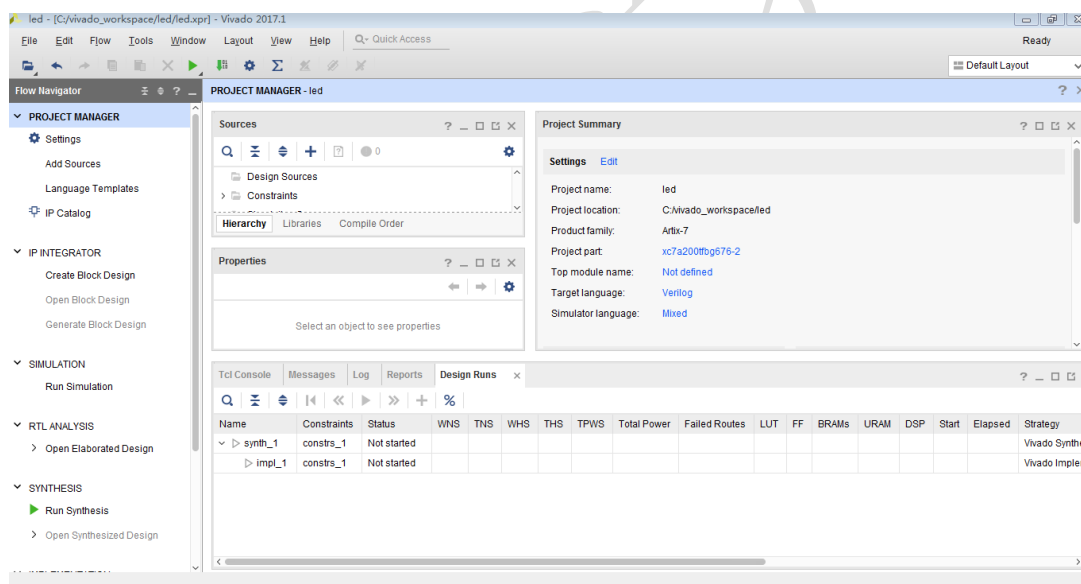 led - [C:/vivado_workspace/led/led.xpr] - Vivado 2017.1
File Edit Flow Tools Window Layout View Help Quick Access Ready
Default Layout
Flow Navigator
PROJECT MANAGER - led
PROJECT MANAGER
Settings
Add Sources
Language Templates
IP Catalog
IP INTEGRATOR
Create Block Design
Open Block Design
Generate Block Design
SIMULATION
Run Simulation
RTL ANALYSIS
Open Elaborated Design
SYNTHESIS
Run Synthesis
Open Synthesized Design
Sources
0
Design Sources
Constraints
Hierarchy Libraries Compile Order
Properties
Select an object to see properties
Project Summary
Settings Edit
Project name: led
Project location: C:/vivado_workspace/led
Product family: Artix-7
Project part: xc7a200tfbg676-2
Top module name: Not defined
Target language: Verilog
Simulator language: Mixed
Tcl Console Messages Log Reports Design Runs
Name Constraints Status WNS TNS WHS THS TPWS Total Power Failed Routes LUT FF BRAMs URAM DSP Start Elapsed Strategy
synth_1 constrs_1 Not started Vivado Synthe
impl_1 constrs_1 Not started Vivado Imple